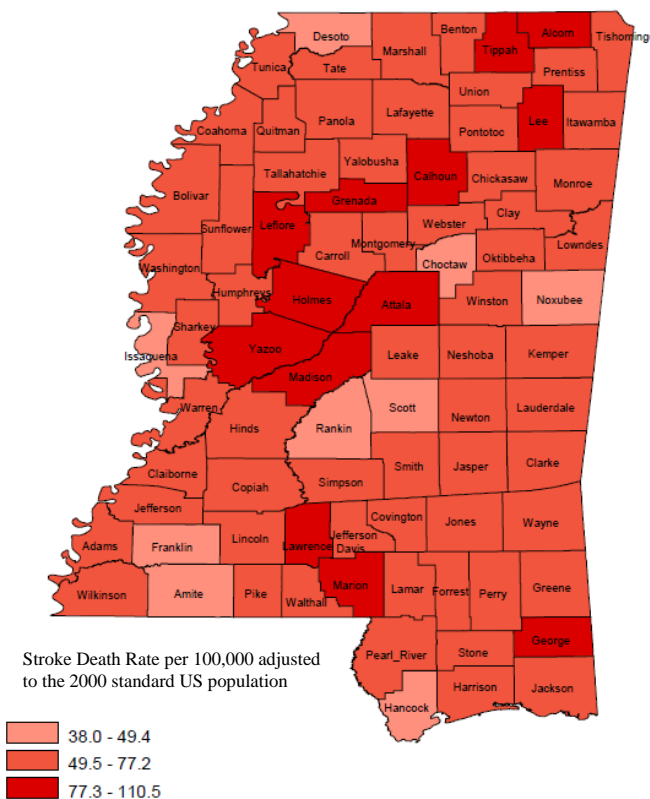 Desoto
Benton
Alcorn
Tishomingo
Marshall
Tippah
Tunica
Tate
Prentiss
Union
Panola
Lafayette
Lee
Itawamba
Coahoma
Quitman
Pontotoc
Yalobusha
Tallahatchie
Calhoun
Chickasaw
Monroe
Bolivar
Grenada
Sunflower
Leflore
Webster
Clay
Montgomery
Carroll
Choctaw
Oktibbeha
Lowndes
Washington
Humphreys
Holmes
Attala
Winston
Noxubee
Sharkey
Issaquena
Yazoo
Leake
Neshoba
Kemper
Madison
Warren
Hinds
Rankin
Scott
Newton
Lauderdale
Claiborne
Copiah
Simpson
Smith
Jasper
Clarke
Jefferson
Covington
Jones
Wayne
Adams
Franklin
Lincoln
Lawrence
Jefferson
Davis
Wilkinson
Amite
Pike
Walthall
Marion
Lamar
Forrest
Perry
Greene
George
Pearl_River
Stone
Hancock
Harrison
Jackson
Stroke Death Rate per 100,000 adjusted
to the 2000 standard US population
38.0 - 49.4
49.5 - 77.2
77.3 - 110.5